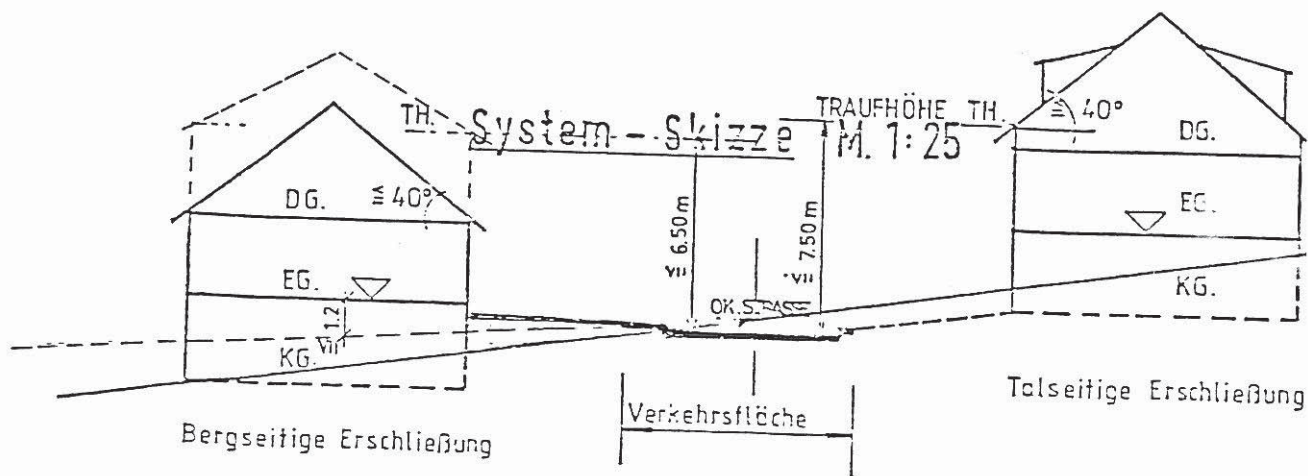 TH.
System - Skizze M. 1:25
TRAUFHÖHE TH.
≦ 40°
DG.
DG.
≦ 40°
≦ 6.50 m
≦ 7.50 m
EG.
EG.
OK.STRASSE
KG.
≦ 1.2
KG.
Verkehrsfläche
Talseitige Erschließung
Bergseitige Erschließung